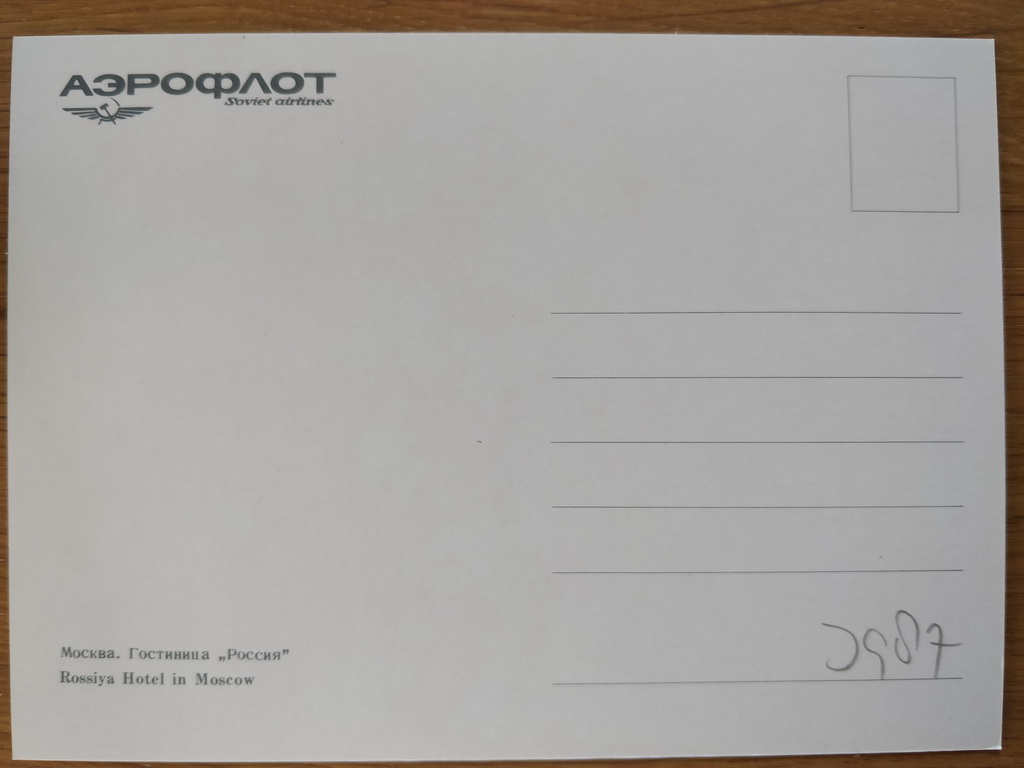 АЭРОФЛОТ
Soviet airlines
Москва. Гостиница „Россия”
Rossiya Hotel in Moscow